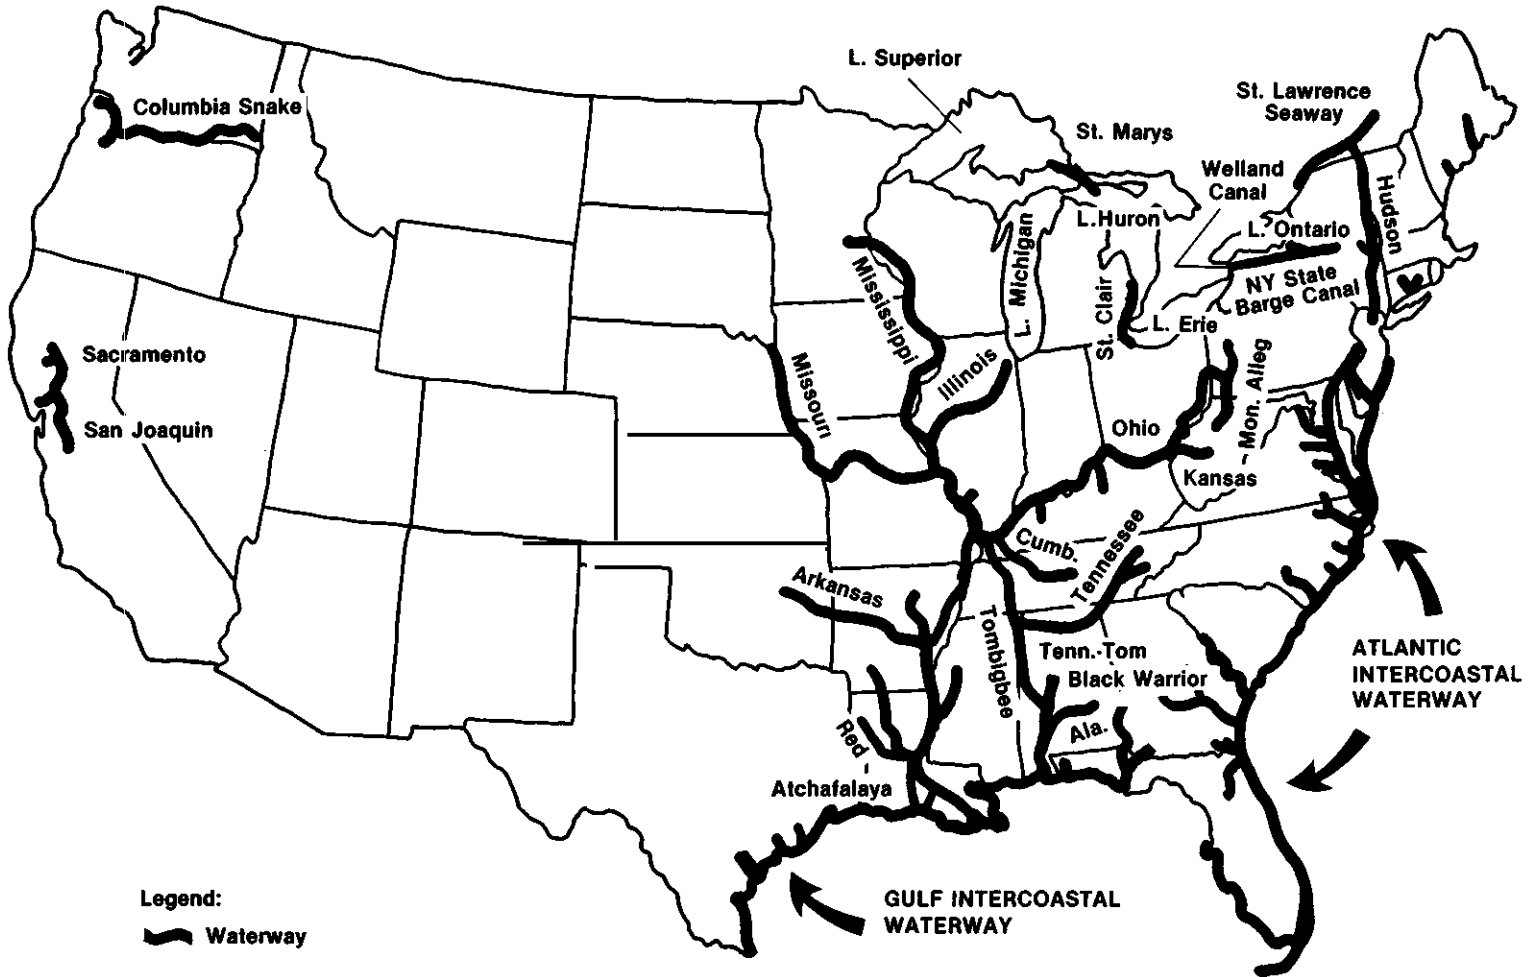 L. Superior
St. Lawrence
Seaway
Columbia Snake
St. Marys
Welland
Canal
L.Huron
Hudson
L. Ontario
L. Michigan
NY State
Barge Canal
Mississippi
St. Clair
L. Erie
Sacramento
Missouri
Illinois
Mon. Alleg
San Joaquin
Ohio
Kansas
Cumb.
Tennessee
Arkansas
Tombigbee
Tenn.-Tom
Black Warrior
ATLANTIC
INTERCOASTAL
WATERWAY
Red
Ala.
Atchafalaya
GULF INTERCOASTAL
WATERWAY
Legend:
Waterway